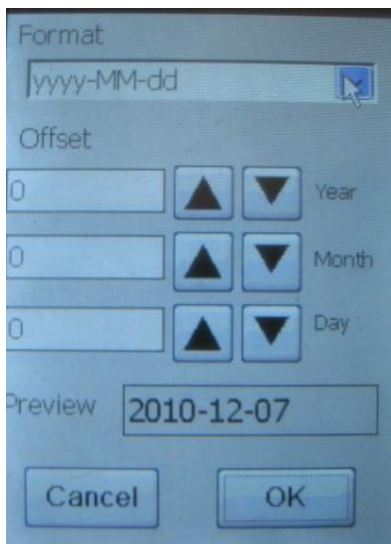 Format
yyyy-MM-dd
Offset
0 Year
0 Month
0 Day
Preview 2010-12-07
Cancel OK